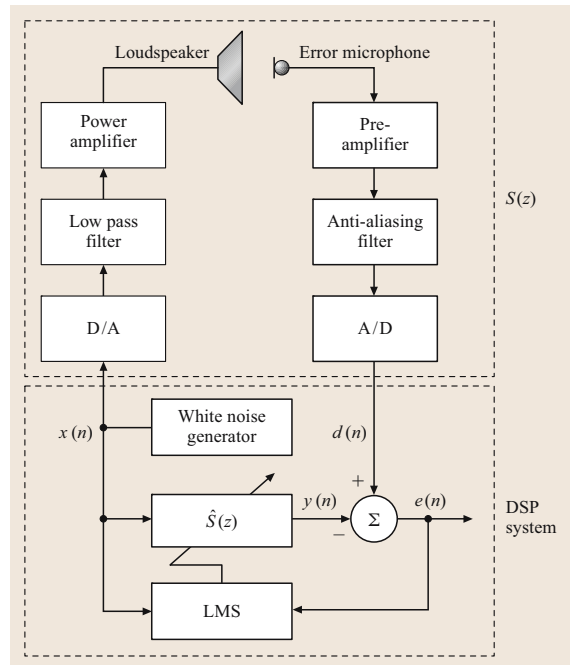 Loudspeaker
Error microphone
Power
amplifier
Pre-
amplifier
S(z)
Low pass
filter
Anti-aliasing
filter
D/A
A/D
White noise
generator
x(n)
d(n)
+
y(n)
e(n)
Ŝ(z)
Σ
−
DSP
system
LMS